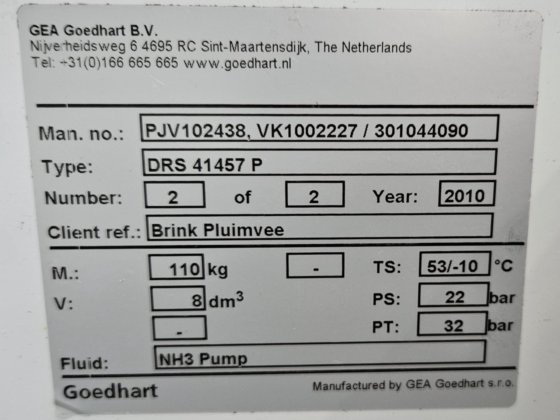 GEA Goedhart B.V.
Nijverheidsweg 6 4695 RC Sint-Maartensdijk, The Netherlands
Tel: +31(0)166 665 665 www.goedhart.nl
Man. no.: PJV102438, VK1002227 / 301044090
Type: DRS 41457 P
Number: 2 of 2 Year: 2010
Client ref.: Brink Pluimvee
M.: 110 kg - TS: 53/-10 °C
V: 8 dm³ PS: 22 bar
- PT: 32 bar
Fluid: NH3 Pump
Goedhart Manufactured by GEA Goedhart s.r.o.